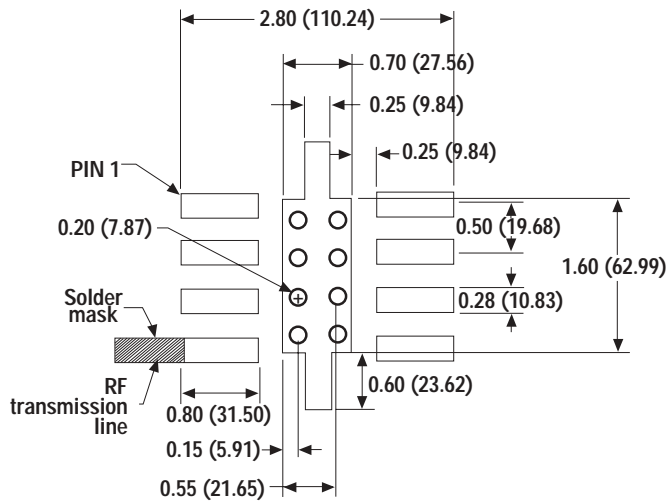 2.80 (110.24)
0.70 (27.56)
0.25 (9.84)
PIN 1
0.25 (9.84)
0.20 (7.87)
0.50 (19.68)
1.60 (62.99)
Solder
mask
0.28 (10.83)
RF
transmission
line
0.60 (23.62)
0.80 (31.50)
0.15 (5.91)
0.55 (21.65)